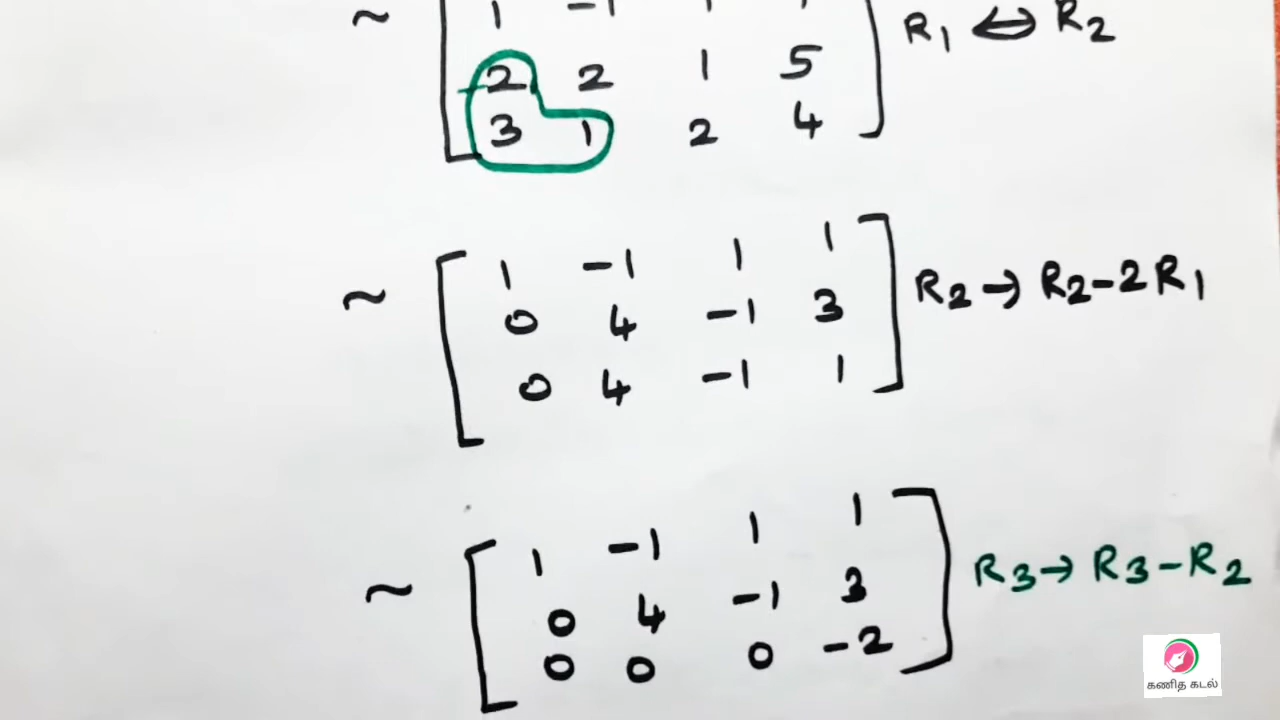 ~ [ 1 -1 1 1 ] R1 ⇔ R2
2 2 1 5
3 1 2 4
~ [ 1 -1 1 1 ] R2 → R2-2R1
0 4 -1 3
0 4 -1 1
~ [ 1 -1 1 1 ] R3 → R3-R2
0 4 -1 3
0 0 0 -2
கணித கடல்